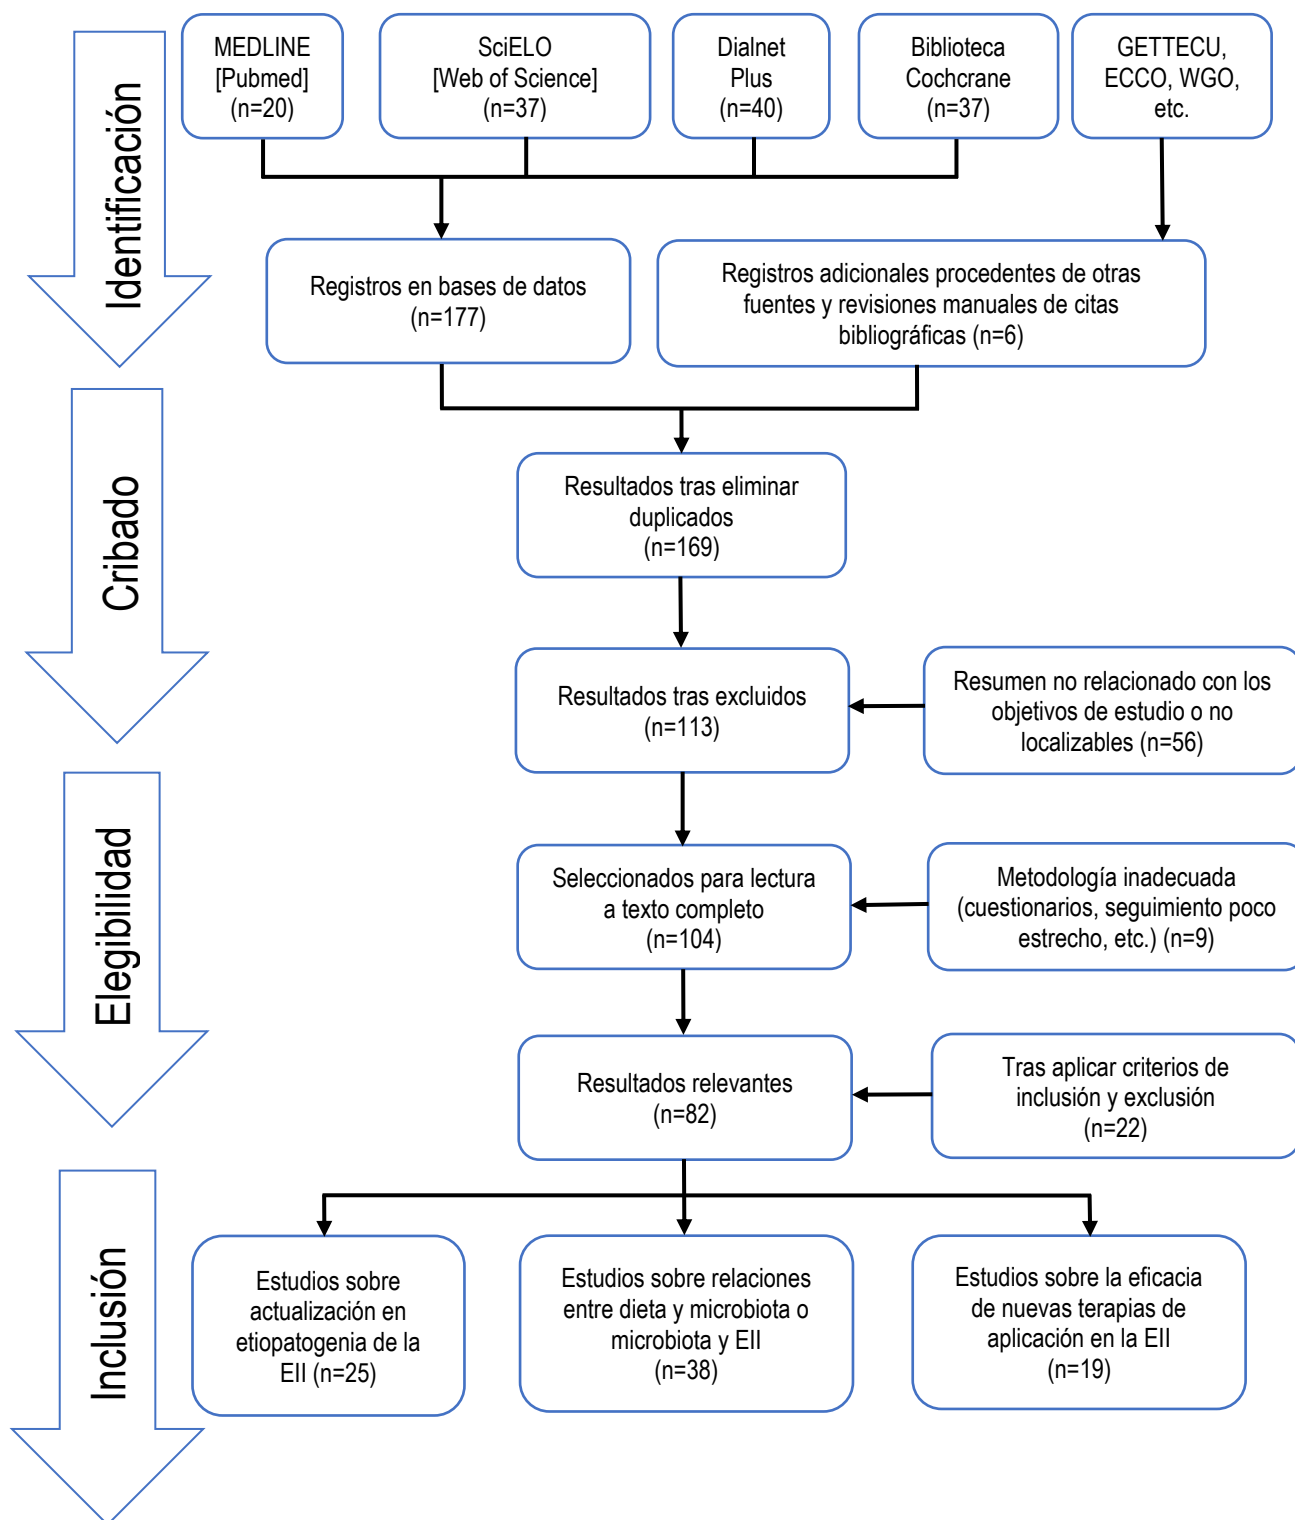 Identificación
MEDLINE
[Pubmed]
(n=20)
SciELO
[Web of Science]
(n=37)
Dialnet
Plus
(n=40)
Biblioteca
Cochcrane
(n=37)
GETTECU,
ECCO, WGO,
etc.
Registros en bases de datos
(n=177)
Registros adicionales procedentes de otras
fuentes y revisiones manuales de citas
bibliográficas (n=6)
Cribado
Resultados tras eliminar
duplicados
(n=169)
Resultados tras excluidos
(n=113)
Resumen no relacionado con los
objetivos de estudio o no
localizables (n=56)
Elegibilidad
Seleccionados para lectura
a texto completo
(n=104)
Metodología inadecuada
(cuestionarios, seguimiento poco
estrecho, etc.) (n=9)
Resultados relevantes
(n=82)
Tras aplicar criterios de
inclusión y exclusión
(n=22)
Inclusión
Estudios sobre
actualización en
etiopatogenia de la
EII (n=25)
Estudios sobre relaciones
entre dieta y microbiota o
microbiota y EII
(n=38)
Estudios sobre la eficacia
de nuevas terapias de
aplicación en la EII
(n=19)